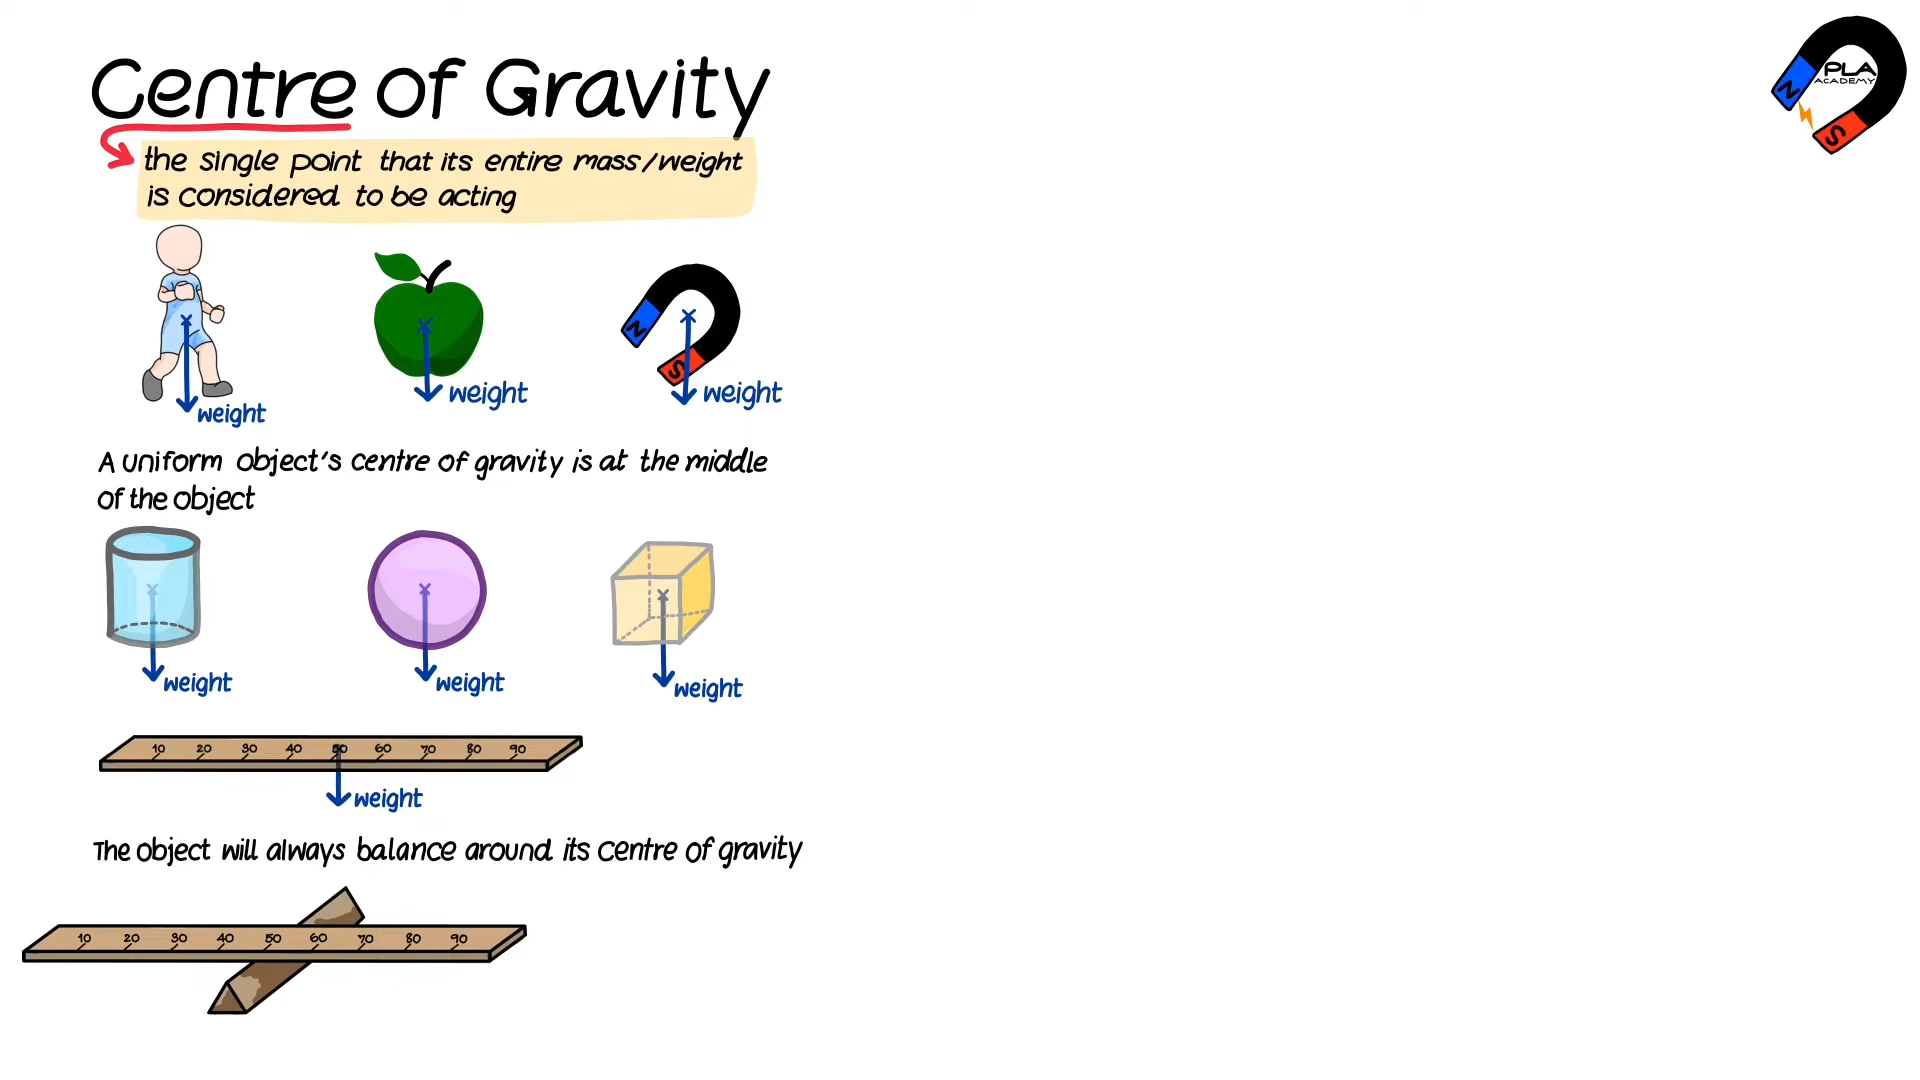 Centre of Gravity
the single point that its entire mass/weight
is considered to be acting
N
S
PLA
ACADEMY
N
S
weight
weight
weight
A uniform object's centre of gravity is at the middle
of the object
weight
weight
weight
10 20 30 40 50 60 70 80 90
weight
The object will always balance around its centre of gravity
10 20 30 40 50 60 70 80 90